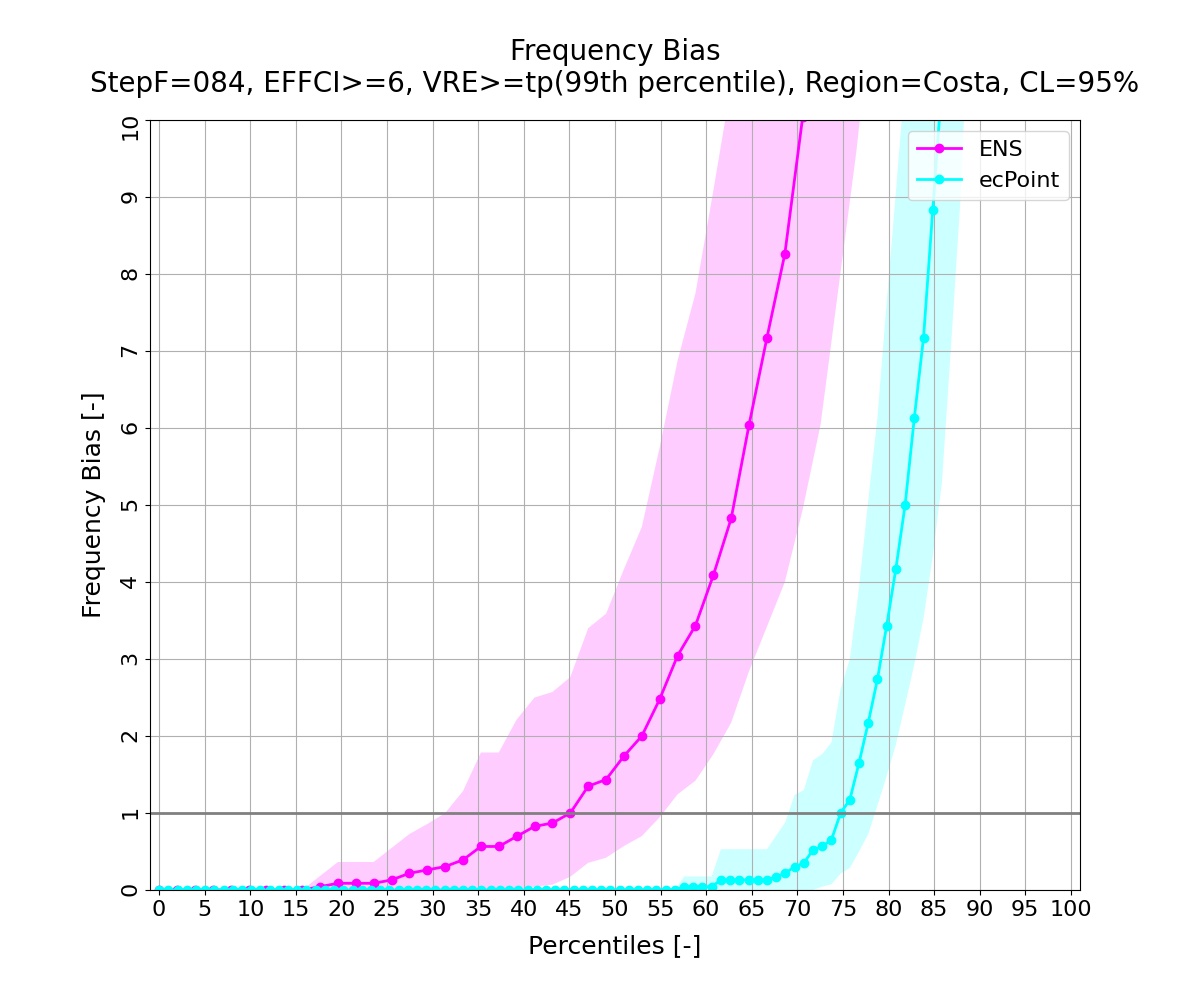 Frequency Bias
StepF=084, EFFCI>=6, VRE>=tp(99th percentile), Region=Costa, CL=95%
ENS
ecPoint
Frequency Bias [-]
10
9
8
7
6
5
4
3
2
1
0
0 5 10 15 20 25 30 35 40 45 50 55 60 65 70 75 80 85 90 95 100
Percentiles [-]